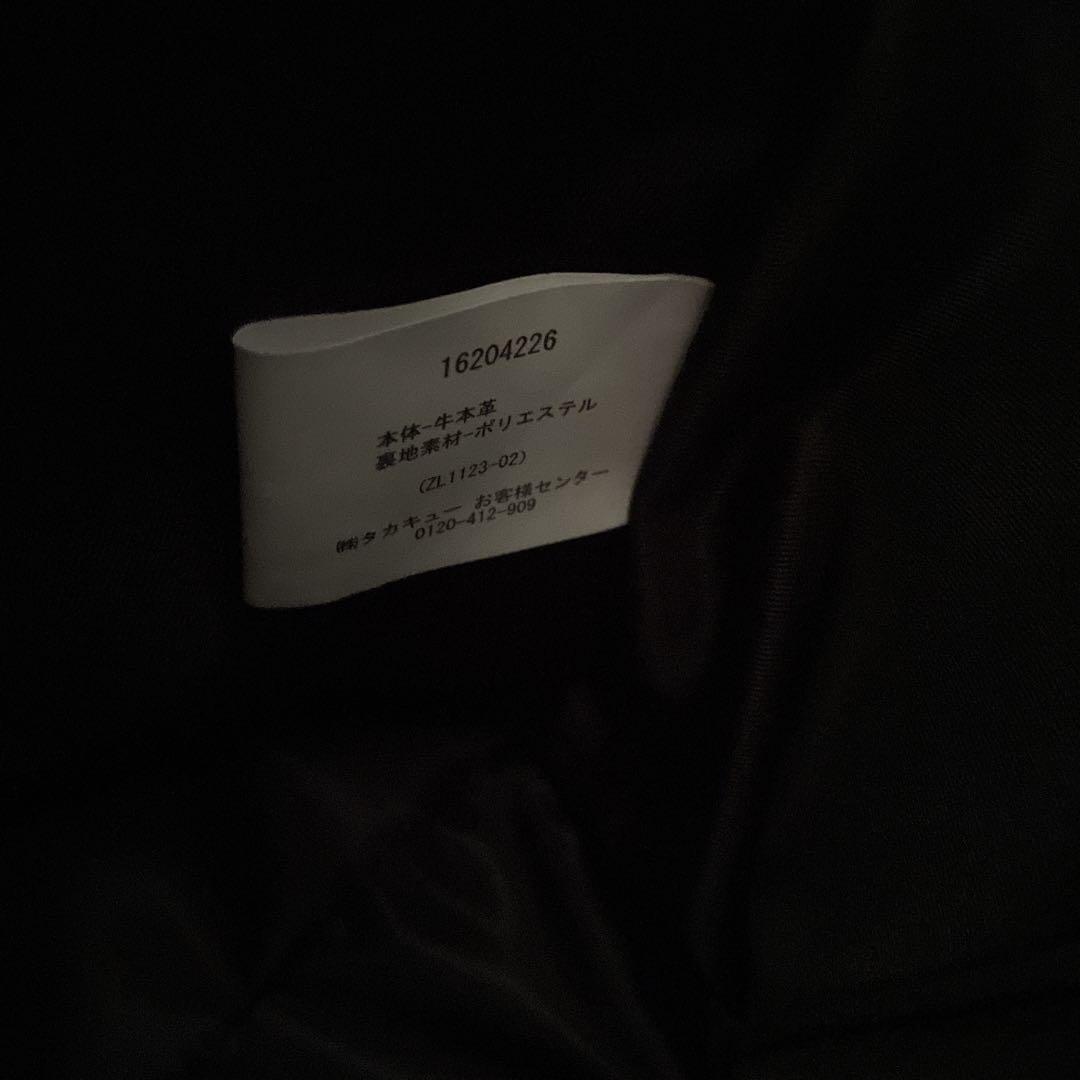 16204226
本体-牛本革
裏地素材-ポリエステル
(ZL1123-02)
㈱タカキュー お客様センター
0120-412-909